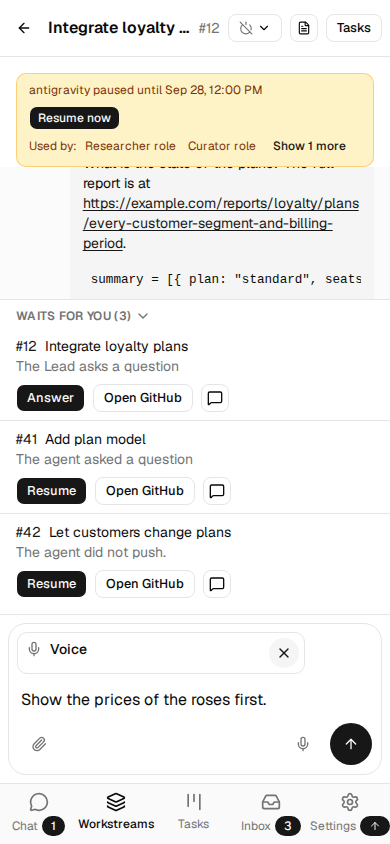 Integrate loyalty ... #12 Tasks
antigravity paused until Sep 28, 12:00 PM
Resume now
Used by: Researcher role Curator role Show 1 more
report is at
https://example.com/reports/loyalty/plans
/every-customer-segment-and-billing-
period.
summary = [{ plan: "standard", seats
WAITS FOR YOU (3)
#12 Integrate loyalty plans
The Lead asks a question
Answer Open GitHub
#41 Add plan model
The agent asked a question
Resume Open GitHub
#42 Let customers change plans
The agent did not push.
Resume Open GitHub
Voice
Show the prices of the roses first.
Chat 1 Workstreams Tasks Inbox 3 Settings